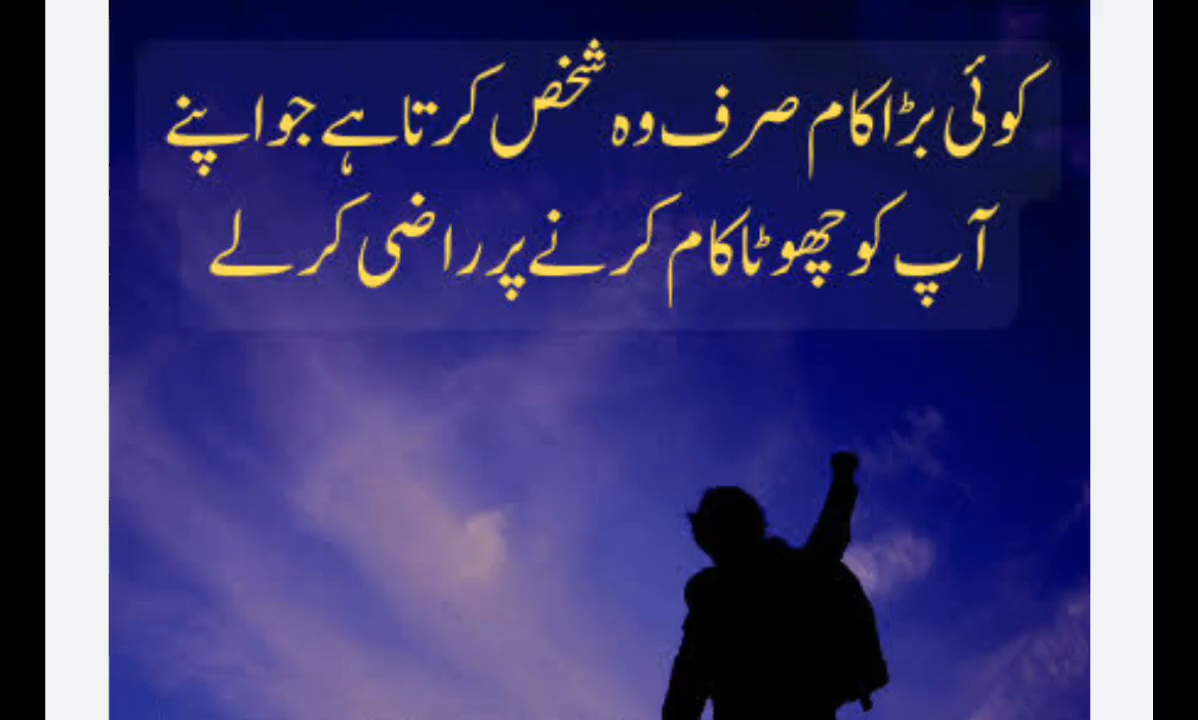 کوئی بڑا کام صرف وہ شخص کرتا ہے جو اپنے
آپ کو چھوٹا کام کرنے پر راضی کر لے